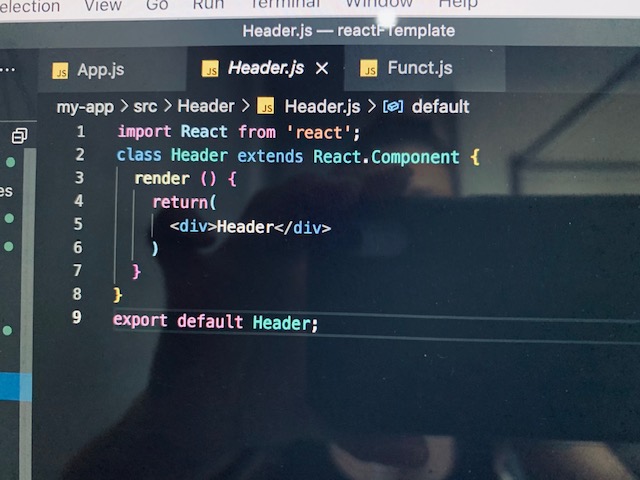 election View Go Run Terminal Window Help
Header.js — reactFTemplate
... JS App.js JS Header.js × JS Funct.js
my-app > src > Header > JS Header.js > default
es
1 import React from 'react';
2 class Header extends React.Component {
3 render () {
4 return(
5 <div>Header</div>
6 )
7 }
8 }
9 export default Header;